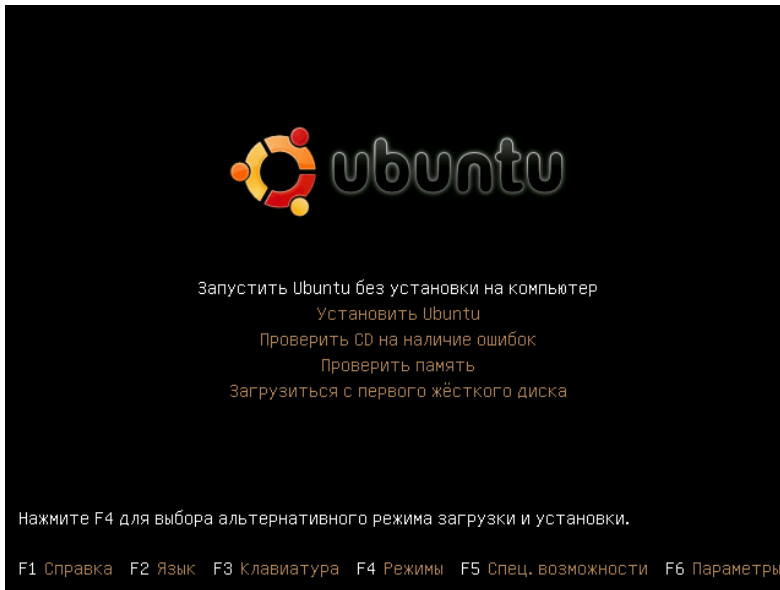 ubuntu
Запустить Ubuntu без установки на компьютер
Установить Ubuntu
Проверить CD на наличие ошибок
Проверить память
Загрузиться с первого жёсткого диска
Нажмите F4 для выбора альтернативного режима загрузки и установки.
F1 Справка F2 Язык F3 Клавиатура F4 Режимы F5 Спец. возможности F6 Параметры